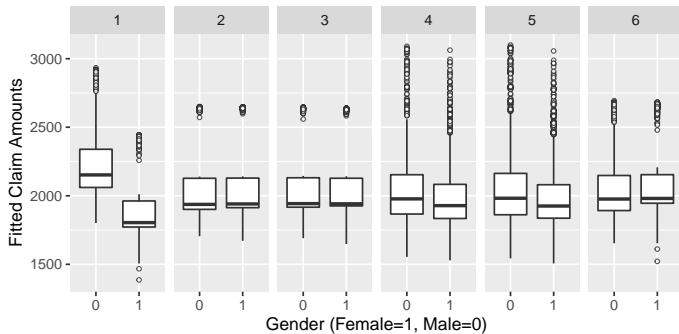 1 2 3 4 5 6
Fitted Claim Amounts
3000
2500
2000
1500
0 1 0 1 0 1 0 1 0 1 0 1
Gender (Female=1, Male=0)